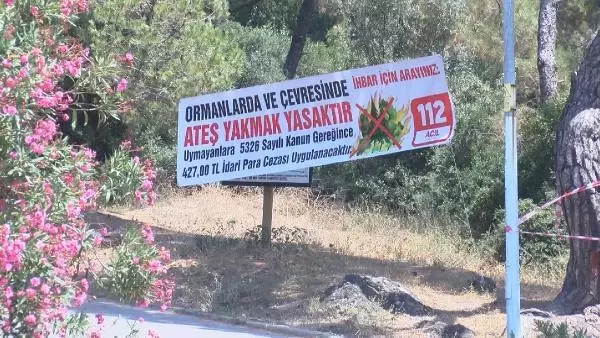 ORMANLARDA VE ÇEVRESİNDE
ATEŞ YAKMAK YASAKTIR
Uymayanlara 5326 Sayılı Kanun Gereğince
427,00 TL İdari Para Cezası Uygulanacaktır.
İHBAR İÇİN ARAYINIZ:
112
ACİL